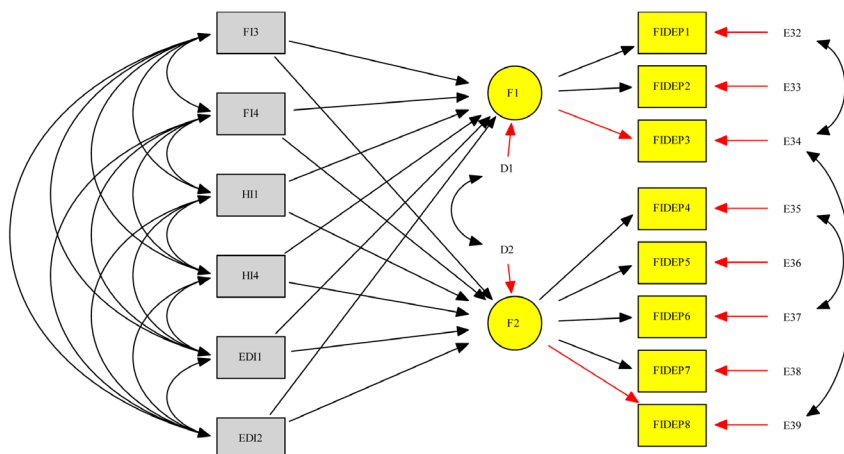 FI3
FI4
HI1
HI4
EDI1
EDI2
F1
D1
D2
F2
FIDEP1
FIDEP2
FIDEP3
FIDEP4
FIDEP5
FIDEP6
FIDEP7
FIDEP8
E32
E33
E34
E35
E36
E37
E38
E39